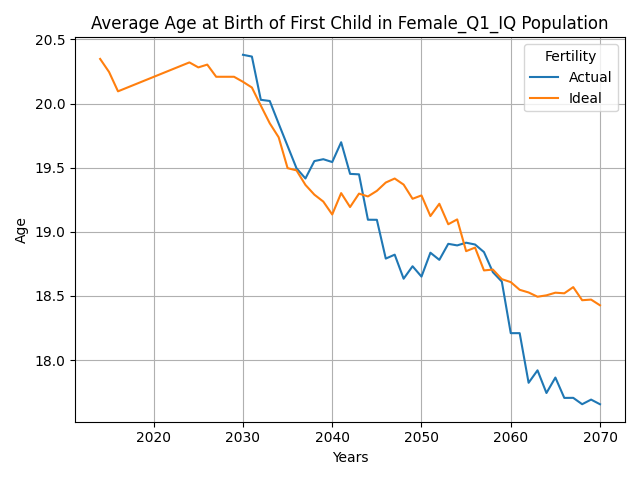 Average Age at Birth of First Child in Female_Q1_IQ Population
20.5
20.0
19.5
19.0
18.5
18.0
Age
Fertility
Actual
Ideal
2020 2030 2040 2050 2060 2070
Years